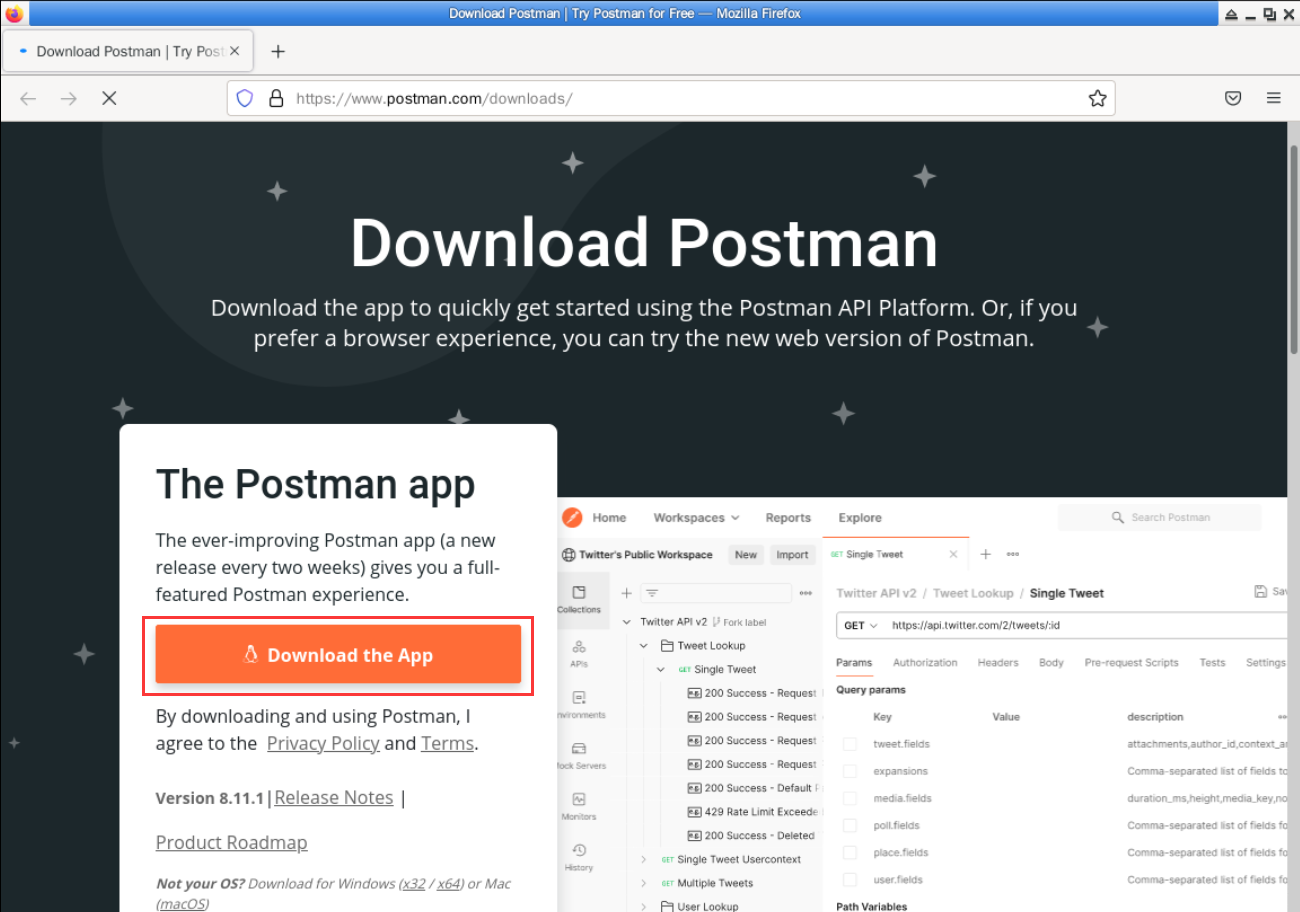 Download Postman | Try Postman for Free — Mozilla Firefox
Download Postman | Try Post
https://www.postman.com/downloads/
Download Postman
Download the app to quickly get started using the Postman API Platform. Or, if you
prefer a browser experience, you can try the new web version of Postman.
The Postman app
The ever-improving Postman app (a new
release every two weeks) gives you a full-
featured Postman experience.
Download the App
By downloading and using Postman, I
agree to the Privacy Policy and Terms.
Version 8.11.1 | Release Notes |
Product Roadmap
Not your OS? Download for Windows (x32 / x64) or Mac
(macOS)
Home Workspaces Reports Explore Search Postman
Twitter's Public Workspace New Import GET Single Tweet
Collections
APIs
nvironments
ock Servers
Monitors
History
Twitter API v2 Fork label
Tweet Lookup
GET Single Tweet
e.g. 200 Success - Request
e.g. 200 Success - Request
e.g. 200 Success - Request
e.g. 200 Success - Request
e.g. 200 Success - Default F
e.g. 429 Rate Limit Exceede
e.g. 200 Success - Deleted
GET Single Tweet Usercontext
GET Multiple Tweets
User Lookup
Twitter API v2 / Tweet Lookup / Single Tweet Sav
GET https://api.twitter.com/2/tweets/:id
Params Authorization Headers Body Pre-request Scripts Tests Settings
Query params
Key Value description
tweet.fields attachments,author_id,context_a
expansions Comma-separated list of fields to
media.fields duration_ms,height,media_key,no
poll.fields Comma-separated list of fields fo
place.fields Comma-separated list of fields fo
user.fields Comma-separated list of fields fo
Path Variables